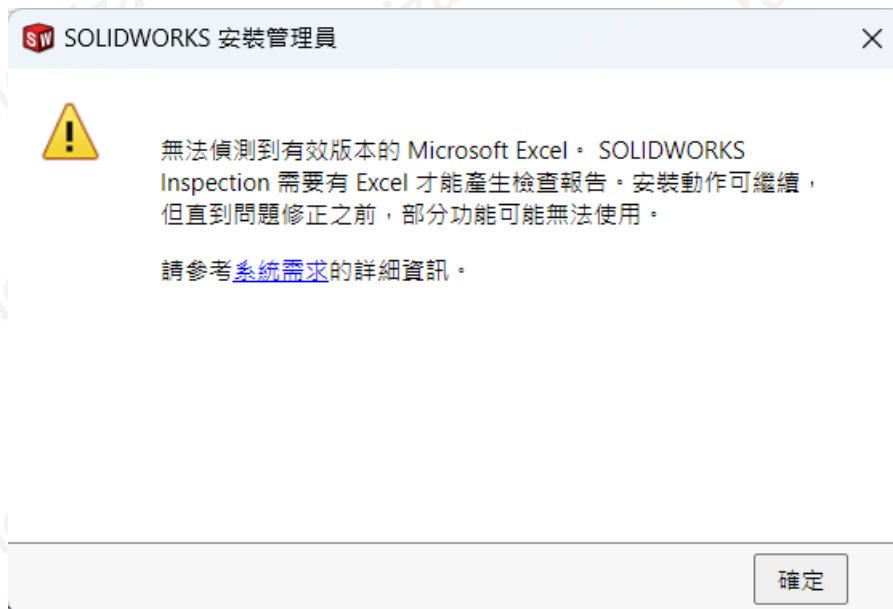 SOLIDWORKS 安裝管理員
無法偵測到有效版本的 Microsoft Excel。 SOLIDWORKS
Inspection 需要有 Excel 才能產生檢查報告。安裝動作可繼續，
但直到問題修正之前，部分功能可能無法使用。
請參考系統需求的詳細資訊。
確定